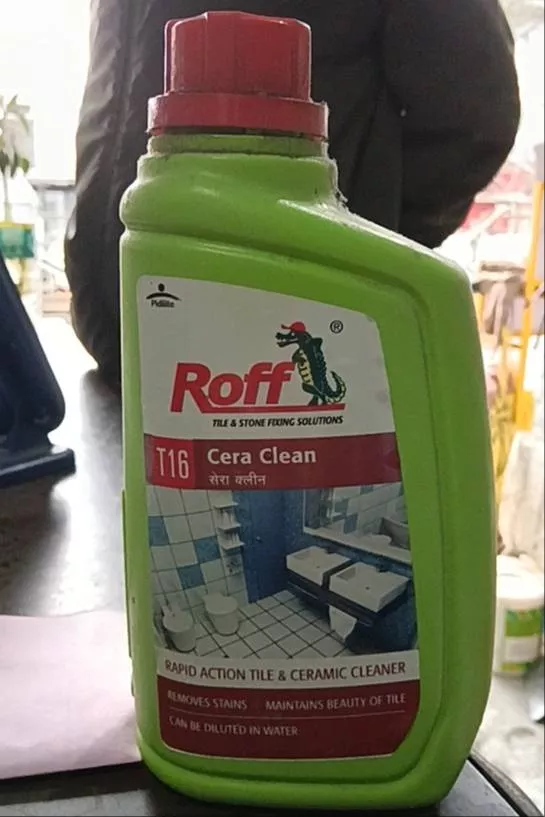 Pidilite
Roff ®
TILE & STONE FIXING SOLUTIONS
T16 Cera Clean
सेरा क्लीन
RAPID ACTION TILE & CERAMIC CLEANER
REMOVES STAINS MAINTAINS BEAUTY OF TILE
CAN BE DILUTED IN WATER